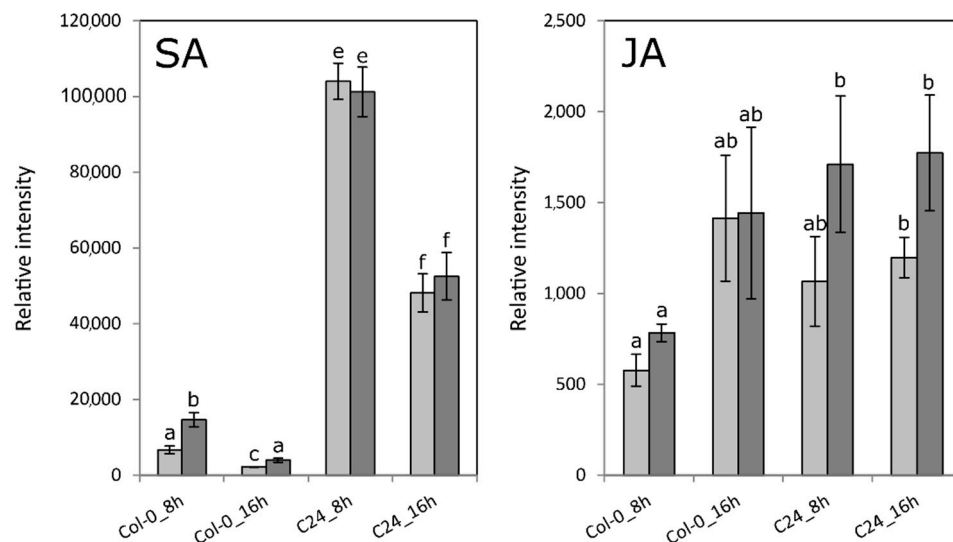 SA
Relative intensity
120,000
100,000
80,000
60,000
40,000
20,000
0
a
b
c
a
e
e
f
f
Col-0_8h
Col-0_16h
C24_8h
C24_16h
JA
Relative intensity
2,500
2,000
1,500
1,000
500
0
a
a
ab
ab
ab
b
b
b
Col-0_8h
Col-0_16h
C24_8h
C24_16h